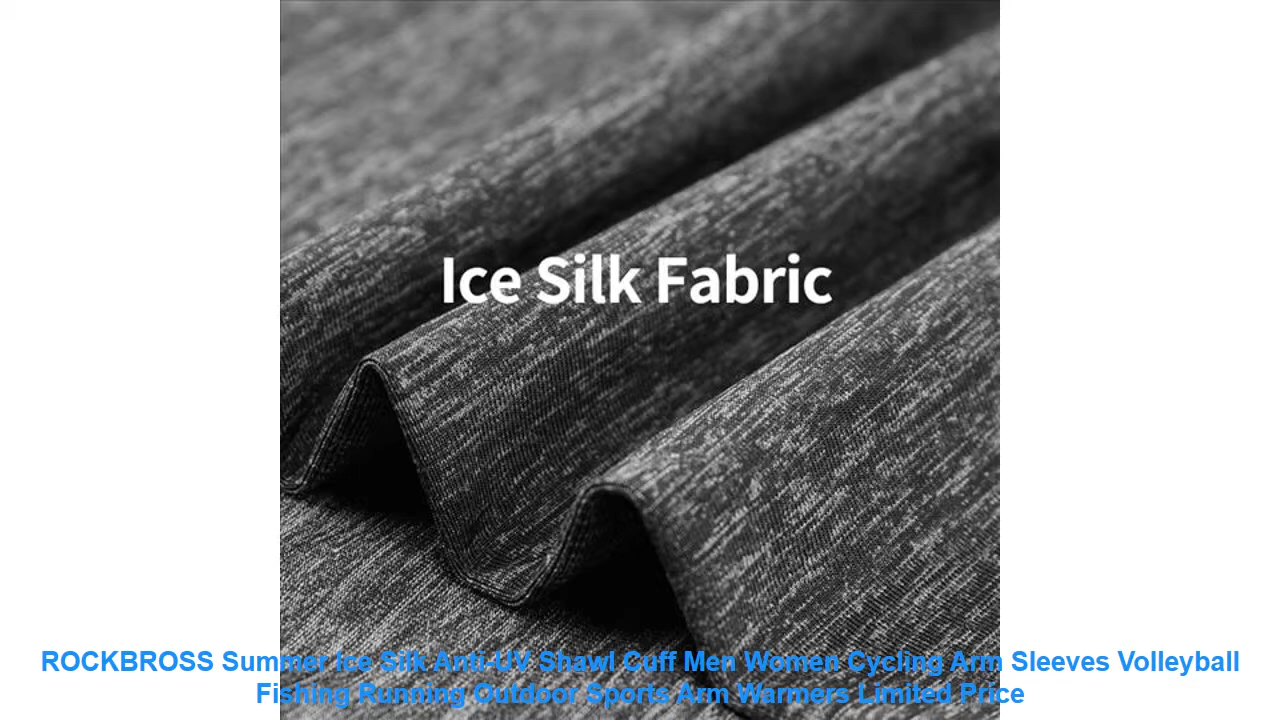 Ice Silk Fabric
ROCKBROSS Summer Ice Silk Anti-UV Shawl Cuff Men Women Cycling Arm Sleeves Volleyball
Fishing Running Outdoor Sports Arm Warmers Limited Price